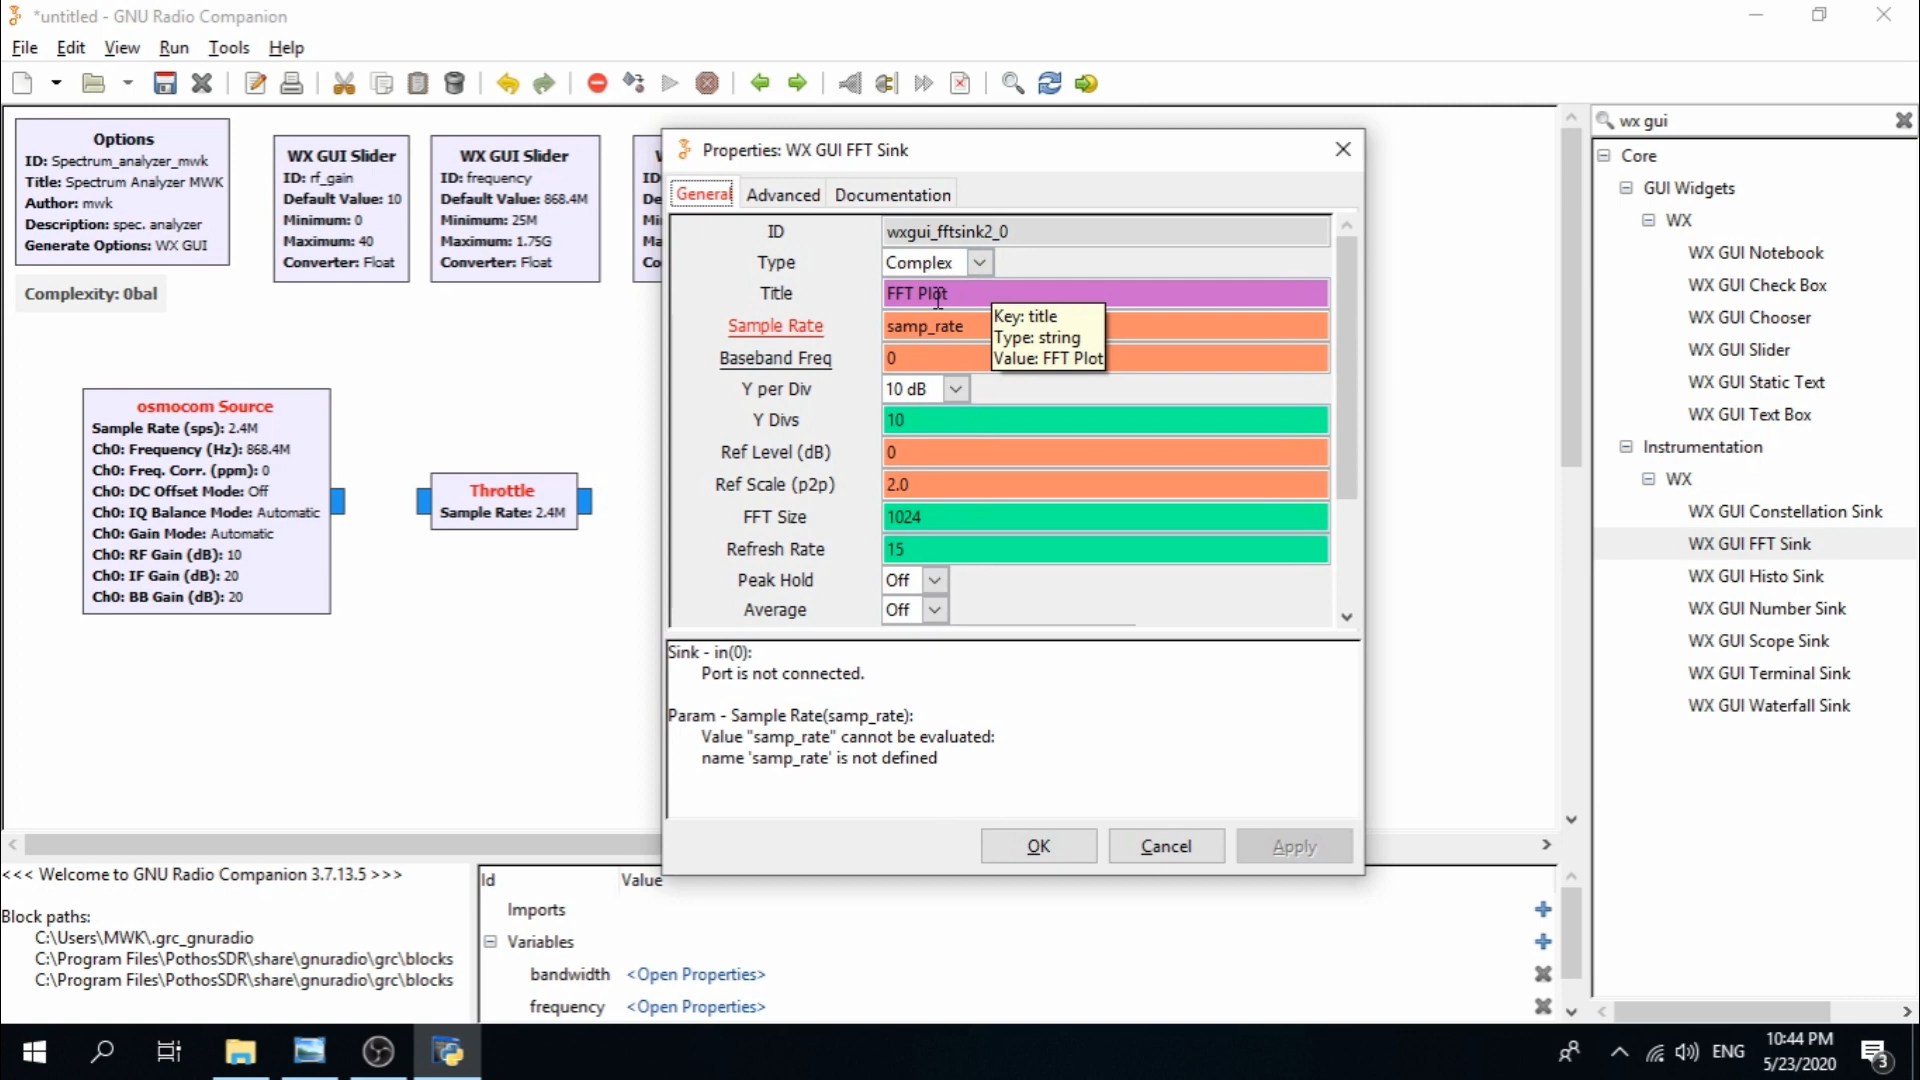 *untitled - GNU Radio Companion
File Edit View Run Tools Help
Options
ID: Spectrum_analyzer_mwk
Title: Spectrum Analyzer MWK
Author: mwk
Description: spec. analyzer
Generate Options: WX GUI
Complexity: 0bal
WX GUI Slider
ID: rf_gain
Default Value: 10
Minimum: 0
Maximum: 40
Converter: Float
WX GUI Slider
ID: frequency
Default Value: 868.4M
Minimum: 25M
Maximum: 1.75G
Converter: Float
osmocom Source
Sample Rate (sps): 2.4M
Ch0: Frequency (Hz): 868.4M
Ch0: Freq. Corr. (ppm): 0
Ch0: DC Offset Mode: Off
Ch0: IQ Balance Mode: Automatic
Ch0: Gain Mode: Automatic
Ch0: RF Gain (dB): 10
Ch0: IF Gain (dB): 20
Ch0: BB Gain (dB): 20
Throttle
Sample Rate: 2.4M
Properties: WX GUI FFT Sink
General Advanced Documentation
ID wxgui_fftsink2_0
Type Complex
Title FFT Plot
Sample Rate samp_rate
Baseband Freq 0
Y per Div 10 dB
Y Divs 10
Ref Level (dB) 0
Ref Scale (p2p) 2.0
FFT Size 1024
Refresh Rate 15
Peak Hold Off
Average Off
Key: title
Type: string
Value: FFT Plot
Sink - in(0):
Port is not connected.
Param - Sample Rate(samp_rate):
Value "samp_rate" cannot be evaluated:
name 'samp_rate' is not defined
OK Cancel Apply
wx gui
Core
GUI Widgets
WX
WX GUI Notebook
WX GUI Check Box
WX GUI Chooser
WX GUI Slider
WX GUI Static Text
WX GUI Text Box
Instrumentation
WX
WX GUI Constellation Sink
WX GUI FFT Sink
WX GUI Histo Sink
WX GUI Number Sink
WX GUI Scope Sink
WX GUI Terminal Sink
WX GUI Waterfall Sink
<<< Welcome to GNU Radio Companion 3.7.13.5 >>>
Block paths:
C:\Users\MWK\.grc_gnuradio
C:\Program Files\PothosSDR\share\gnuradio\grc\blocks
C:\Program Files\PothosSDR\share\gnuradio\grc\blocks
Id Value
Imports
Variables
bandwidth <Open Properties>
frequency <Open Properties>
ENG
10:44 PM
5/23/2020
3